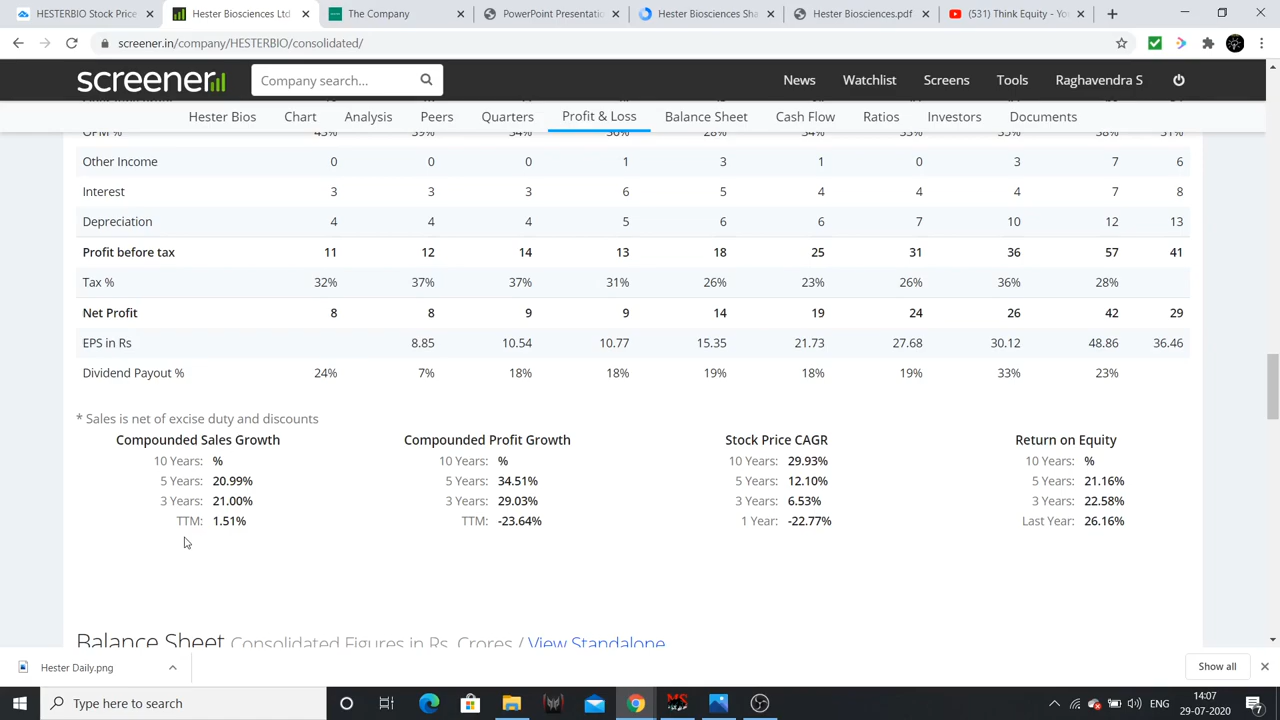 HESTERBIO Stock Price
Hester Biosciences Ltd
The Company
PowerPoint Presentatio
Hester Biosciences Sha
Hester Biosciences.pdf
(531) Think Equity - Yo
screener.in/company/HESTERBIO/consolidated/
screener
Company search...
News Watchlist Screens Tools Raghavendra S
Hester Bios Chart Analysis Peers Quarters Profit & Loss Balance Sheet Cash Flow Ratios Investors Documents
OPM % 43% 39% 34% 36% 28% 33% 35% 38% 31%
Other Income 0 0 0 1 3 1 0 3 7 6
Interest 3 3 3 6 5 4 4 4 7 8
Depreciation 4 4 4 5 6 6 7 10 12 13
Profit before tax 11 12 14 13 18 25 31 36 57 41
Tax % 32% 37% 37% 31% 26% 23% 26% 36% 28%
Net Profit 8 8 9 9 14 19 24 26 42 29
EPS in Rs 8.85 10.54 10.77 15.35 21.73 27.68 30.12 48.86 36.46
Dividend Payout % 24% 7% 18% 18% 19% 18% 19% 33% 23%
* Sales is net of excise duty and discounts
Compounded Sales Growth
10 Years: %
5 Years: 20.99%
3 Years: 21.00%
TTM: 1.51%
Compounded Profit Growth
10 Years: %
5 Years: 34.51%
3 Years: 29.03%
TTM: -23.64%
Stock Price CAGR
10 Years: 29.93%
5 Years: 12.10%
3 Years: 6.53%
1 Year: -22.77%
Return on Equity
10 Years: %
5 Years: 21.16%
3 Years: 22.58%
Last Year: 26.16%
Balance Sheet Consolidated Figures in Rs. Crores / View Standalone
Hester Daily.png
Show all
Type here to search
ENG
14:07
29-07-2020
7